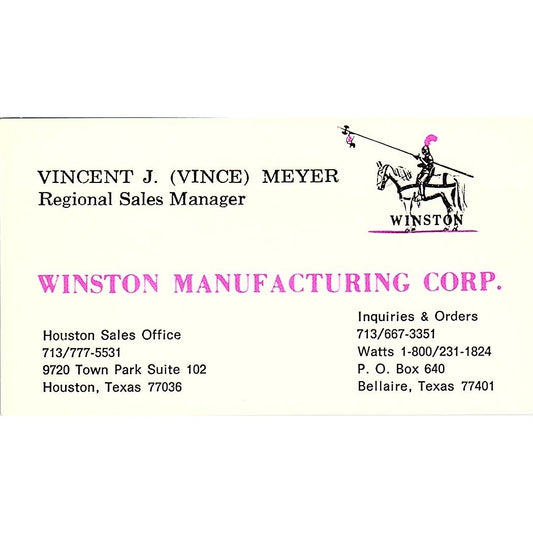 VINCENT J. (VINCE) MEYER
Regional Sales Manager
WINSTON
WINSTON MANUFACTURING CORP.
Houston Sales Office
713/777-5531
9720 Town Park Suite 102
Houston, Texas 77036
Inquiries & Orders
713/667-3351
Watts 1-800/231-1824
P. O. Box 640
Bellaire, Texas 77401